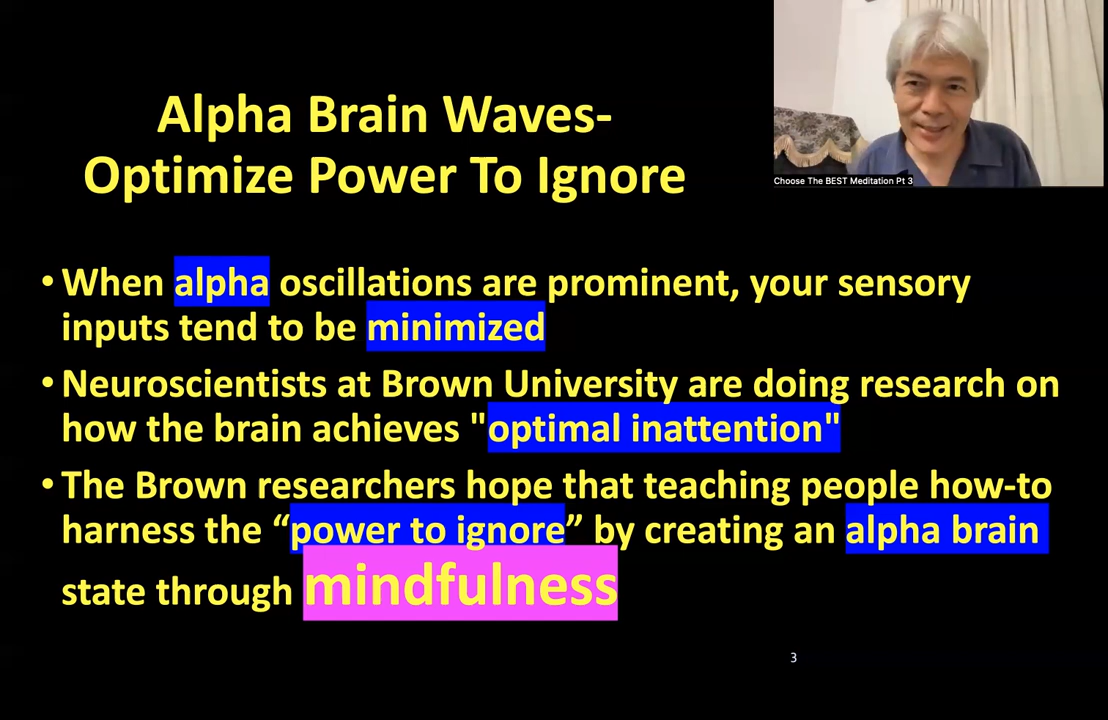 Alpha Brain Waves-
Optimize Power To Ignore
Choose The BEST Meditation Pt 3
• When alpha oscillations are prominent, your sensory
inputs tend to be minimized
• Neuroscientists at Brown University are doing research on
how the brain achieves "optimal inattention"
• The Brown researchers hope that teaching people how-to
harness the “power to ignore” by creating an alpha brain
state through mindfulness
3